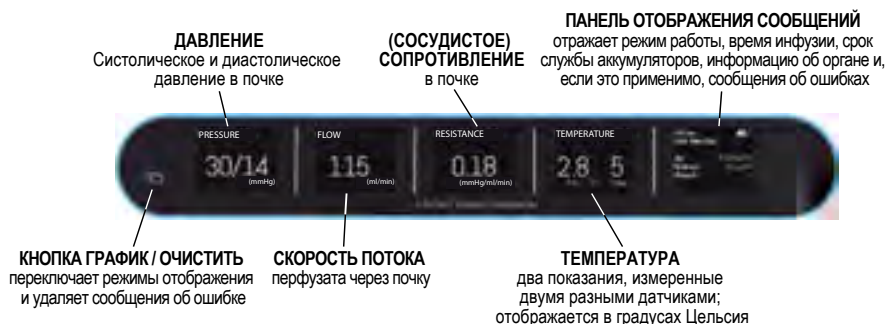 ПАНЕЛЬ ОТОБРАЖЕНИЯ СООБЩЕНИЙ
отражает режим работы, время инфузии, срок
службы аккумуляторов, информацию об органе и,
если это применимо, сообщения об ошибках
ДАВЛЕНИЕ
Систолическое и диастолическое
давление в почке
(СОСУДИСТОЕ)
СОПРОТИВЛЕНИЕ
в почке
PRESSURE
30/14
(mmHg)
FLOW
115
(ml/min)
RESISTANCE
0.18
(mmHg/ml/min)
TEMPERATURE
2.8 5
КНОПКА ГРАФИК / ОЧИСТИТЬ
переключает режимы отображения
и удаляет сообщения об ошибке
СКОРОСТЬ ПОТОКА
перфузата через почку
ТЕМПЕРАТУРА
два показания, измеренные
двумя разными датчиками;
отображается в градусах Цельсия